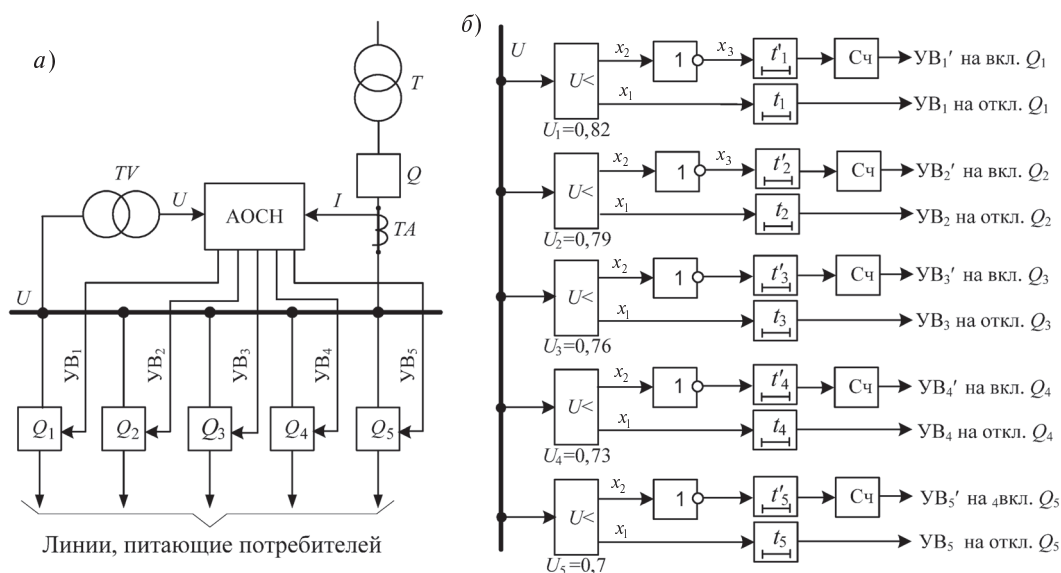 а)
T
Q
TV
U
АОСН
I
TA
U
УВ1
УВ2
УВ3
УВ4
УВ5
Q1
Q2
Q3
Q4
Q5
Линии, питающие потребителей
б)
U
U<
x2
1
x3
t'1
Сч
УВ1' на вкл. Q1
x1
t1
УВ1 на откл. Q1
U1=0,82
U<
x2
1
x3
t'2
Сч
УВ2' на вкл. Q2
x1
t2
УВ2 на откл. Q2
U2=0,79
U<
x2
1
t'3
Сч
УВ3' на вкл. Q3
x1
t3
УВ3 на откл. Q3
U3=0,76
U<
x2
1
t'4
Сч
УВ4' на вкл. Q4
x1
t4
УВ4 на откл. Q4
U4=0,73
U<
x2
1
t'5
Сч
УВ5' на 4вкл. Q5
x1
t5
УВ5 на откл. Q5
U5=0,7